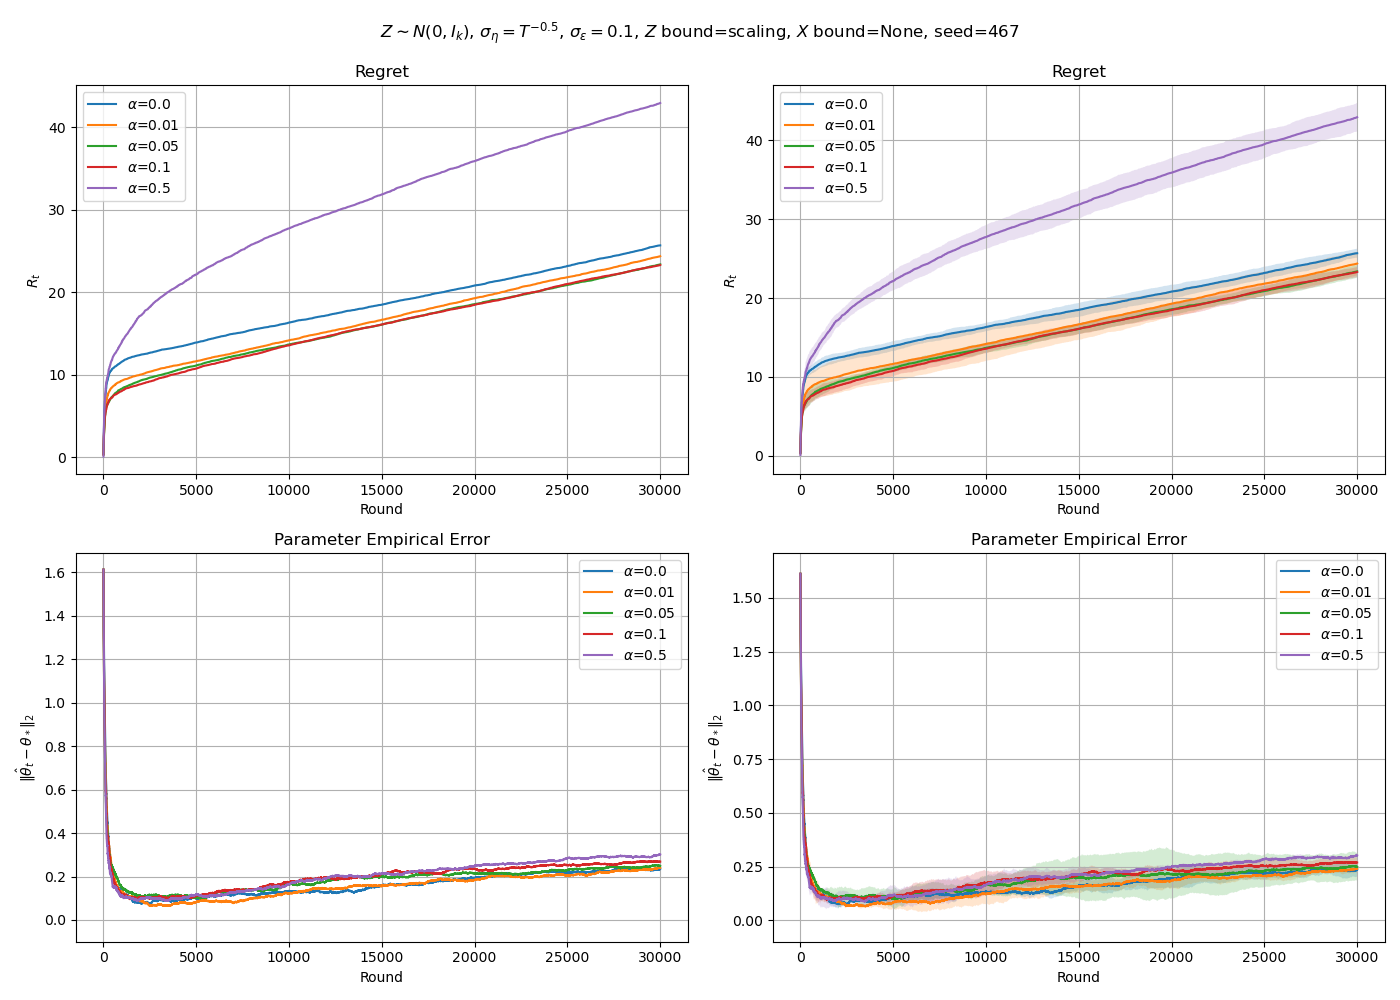 Z ∼ N(0, I_k), σ_η = T^{−0.5}, σ_ε = 0.1, Z bound=scaling, X bound=None, seed=467
Regret
R_t
40
30
20
10
0
α=0.0
α=0.01
α=0.05
α=0.1
α=0.5
0 5000 10000 15000 20000 25000 30000
Round
Regret
R_t
40
30
20
10
0
α=0.0
α=0.01
α=0.05
α=0.1
α=0.5
0 5000 10000 15000 20000 25000 30000
Round
Parameter Empirical Error
‖θ̂_t − θ_*‖_2
1.6
1.4
1.2
1.0
0.8
0.6
0.4
0.2
0.0
α=0.0
α=0.01
α=0.05
α=0.1
α=0.5
0 5000 10000 15000 20000 25000 30000
Round
Parameter Empirical Error
‖θ̂_t − θ_*‖_2
1.50
1.25
1.00
0.75
0.50
0.25
0.00
α=0.0
α=0.01
α=0.05
α=0.1
α=0.5
0 5000 10000 15000 20000 25000 30000
Round